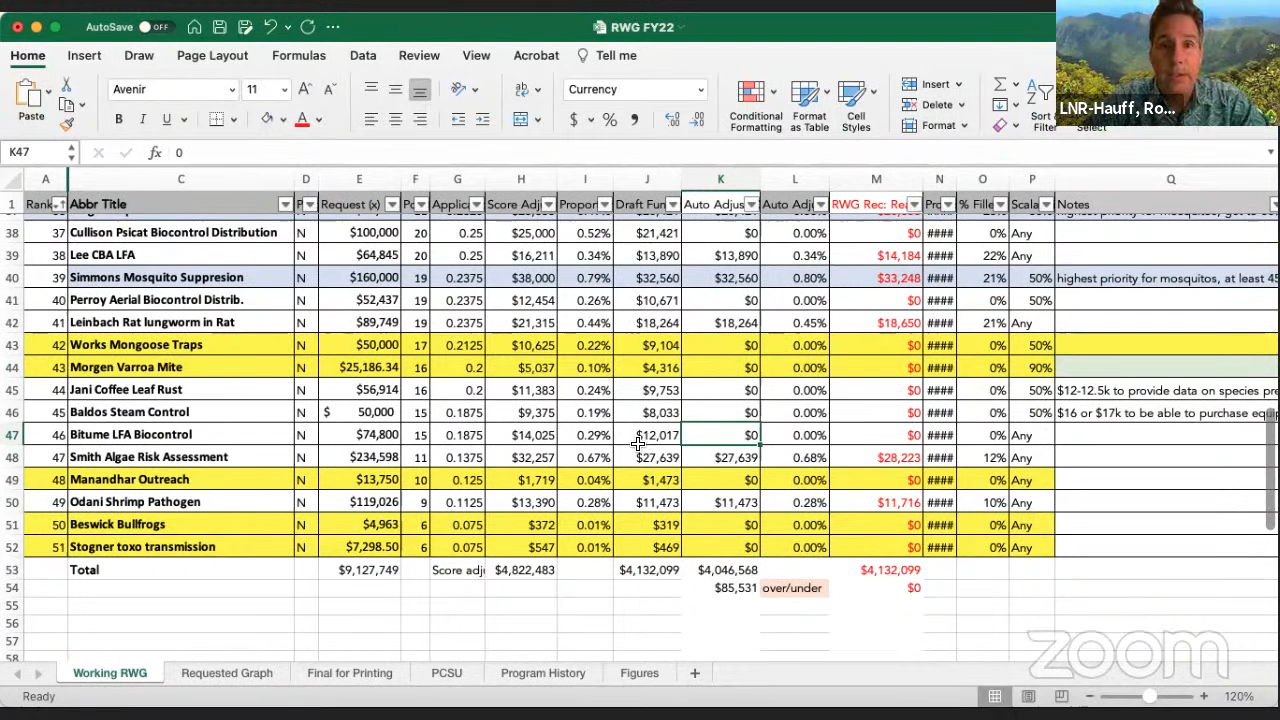 AutoSave OFF RWG FY22
Home Insert Draw Page Layout Formulas Data Review View Acrobat Tell me
LNR-Hauff, Ro...
Paste Avenir 11 Currency Conditional Formatting Format as Table Cell Styles Insert Delete Format Filter Select
K47 fx 0
A C D E F G H I J K L M N O P Q
1 Rank Abbr Title P Request (x) Po Applica Score Adj Propor Draft Fun Auto Adjus Auto Adj RWG Rec: Re Pro % Fille Scala Notes
38 37 Cullison Psicat Biocontrol Distribution N $100,000 20 0.25 $25,000 0.52% $21,421 $0 0.00% $0 #### 0% Any
39 38 Lee CBA LFA N $64,845 20 0.25 $16,211 0.34% $13,890 $13,890 0.34% $14,184 #### 22% Any
40 39 Simmons Mosquito Suppresion N $160,000 19 0.2375 $38,000 0.79% $32,560 $32,560 0.80% $33,248 #### 21% 50% highest priority for mosquitos, at least 45
41 40 Perroy Aerial Biocontrol Distrib. N $52,437 19 0.2375 $12,454 0.26% $10,671 $0 0.00% $0 #### 0% 50%
42 41 Leinbach Rat lungworm in Rat N $89,749 19 0.2375 $21,315 0.44% $18,264 $18,264 0.45% $18,650 #### 21% Any
43 42 Works Mongoose Traps N $50,000 17 0.2125 $10,625 0.22% $9,104 $0 0.00% $0 #### 0% 50%
44 43 Morgen Varroa Mite N $25,186.34 16 0.2 $5,037 0.10% $4,316 $0 0.00% $0 #### 0% 90%
45 44 Jani Coffee Leaf Rust N $56,914 16 0.2 $11,383 0.24% $9,753 $0 0.00% $0 #### 0% 50% $12-12.5k to provide data on species pre
46 45 Baldos Steam Control N $ 50,000 15 0.1875 $9,375 0.19% $8,033 $0 0.00% $0 #### 0% 50% $16 or $17k to be able to purchase equip
47 46 Bitume LFA Biocontrol N $74,800 15 0.1875 $14,025 0.29% $12,017 $0 0.00% $0 #### 0% Any
48 47 Smith Algae Risk Assessment N $234,598 11 0.1375 $32,257 0.67% $27,639 $27,639 0.68% $28,223 #### 12% Any
49 48 Manandhar Outreach N $13,750 10 0.125 $1,719 0.04% $1,473 $0 0.00% $0 #### 0% Any
50 49 Odani Shrimp Pathogen N $119,026 9 0.1125 $13,390 0.28% $11,473 $11,473 0.28% $11,716 #### 10% Any
51 50 Beswick Bullfrogs N $4,963 6 0.075 $372 0.01% $319 $0 0.00% $0 #### 0% Any
52 51 Stogner toxo transmission N $7,298.50 6 0.075 $547 0.01% $469 $0 0.00% $0 #### 0% Any
53 Total $9,127,749 Score adj $4,822,483 $4,132,099 $4,046,568 $4,132,099
54 $85,531 over/under $0
55
56
57
58
zoom
Working RWG Requested Graph Final for Printing PCSU Program History Figures +
Ready 120%